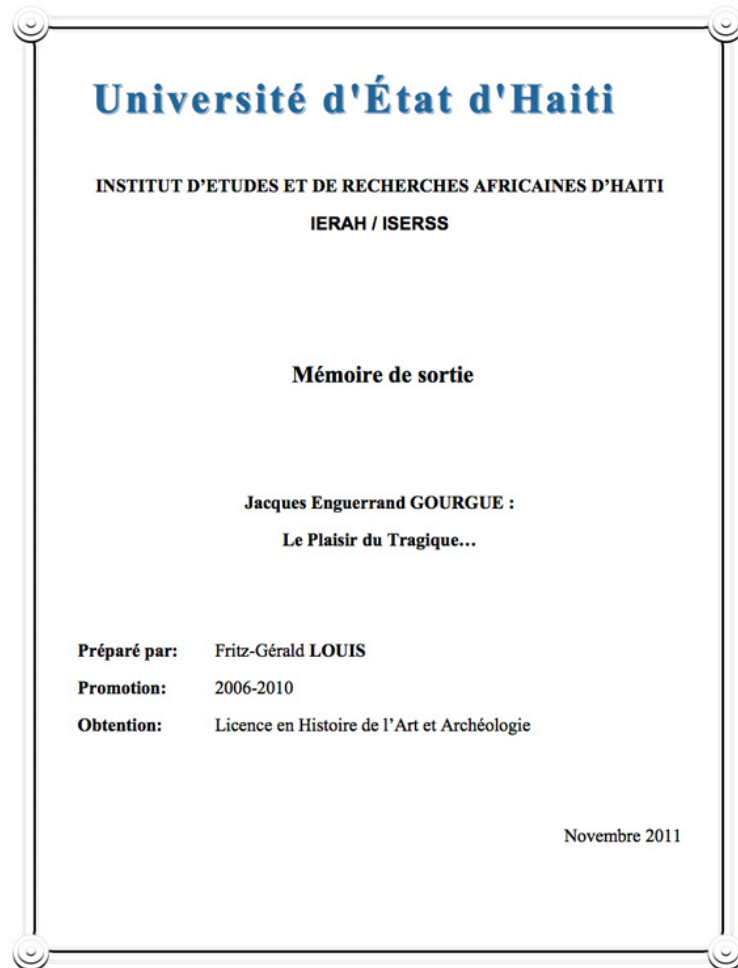 Université d'État d'Haiti
INSTITUT D'ETUDES ET DE RECHERCHES AFRICAINES D'HAITI
IERAH / ISERSS
Mémoire de sortie
Jacques Enguerrand GOURGUE :
Le Plaisir du Tragique…
Préparé par: Fritz-Gérald LOUIS
Promotion: 2006-2010
Obtention: Licence en Histoire de l'Art et Archéologie
Novembre 2011